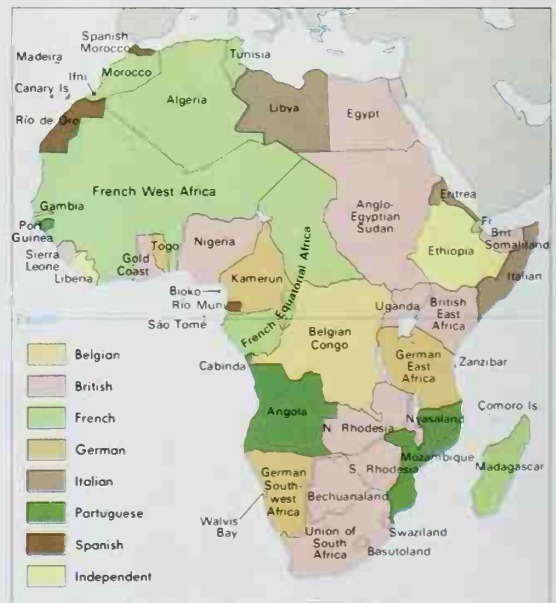 Spanish
Morocco
Madeira
Tunisia
Ifni
Morocco
Canary Is
Algeria
Libya
Egypt
Río de Oro
French West Africa
Gambia
Port
Guinea
Anglo-
Egyptian
Sudan
Eritrea
Fr
Brit
Somaliland
Sierra
Leone
Liberia
Gold
Coast
Togo
Nigeria
Ethiopia
Italian
Kamerun
French Equatorial Africa
Bioko
Rio Muni
São Tomé
Uganda
British
East
Africa
Belgian
Congo
Cabinda
German
East
Africa
Zanzibar
Angola
Nyasaland
Comoro Is
N Rhodesia
Mozambique
S. Rhodesia
Madagascar
German
South-
west
Africa
Bechuanaland
Walvis
Bay
Union of
South
Africa
Swaziland
Basutoland
Belgian
British
French
German
Italian
Partuguese
Spanish
Independent